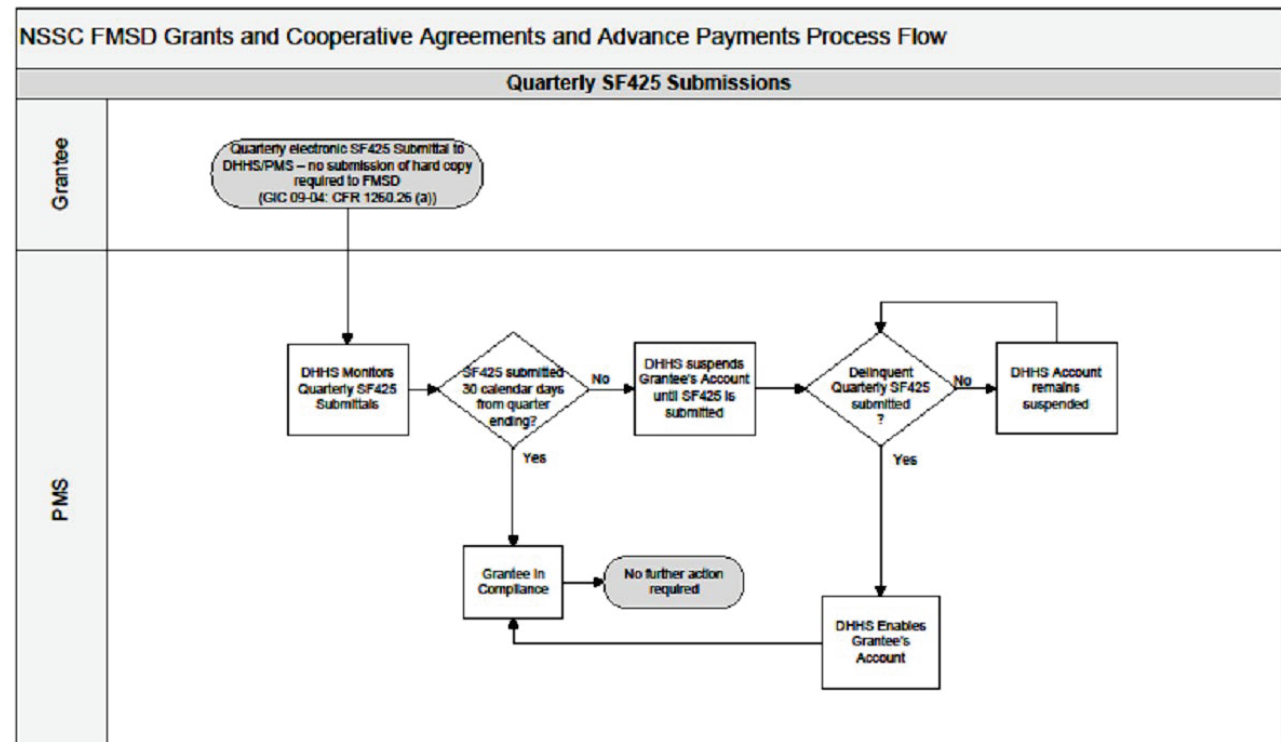 NSSC FMSD Grants and Cooperative Agreements and Advance Payments Process Flow
Quarterly SF425 Submissions
Grantee
Quarterly electronic SF425 Submittal to
DHHS/PMS – no submission of hard copy
required to FMSD
(GIC 09-04: CFR 1260.26 (a))
PMS
DHHS Monitors
Quarterly SF425
Submittals
SF425 submitted
30 calendar days
from quarter
ending?
No
Yes
DHHS suspends
Grantee's Account
until SF425 is
submitted
Delinquent
Quarterly SF425
submitted
?
No
Yes
DHHS Account
remains
suspended
Grantee in
Compliance
No further action
required
DHHS Enables
Grantee's
Account